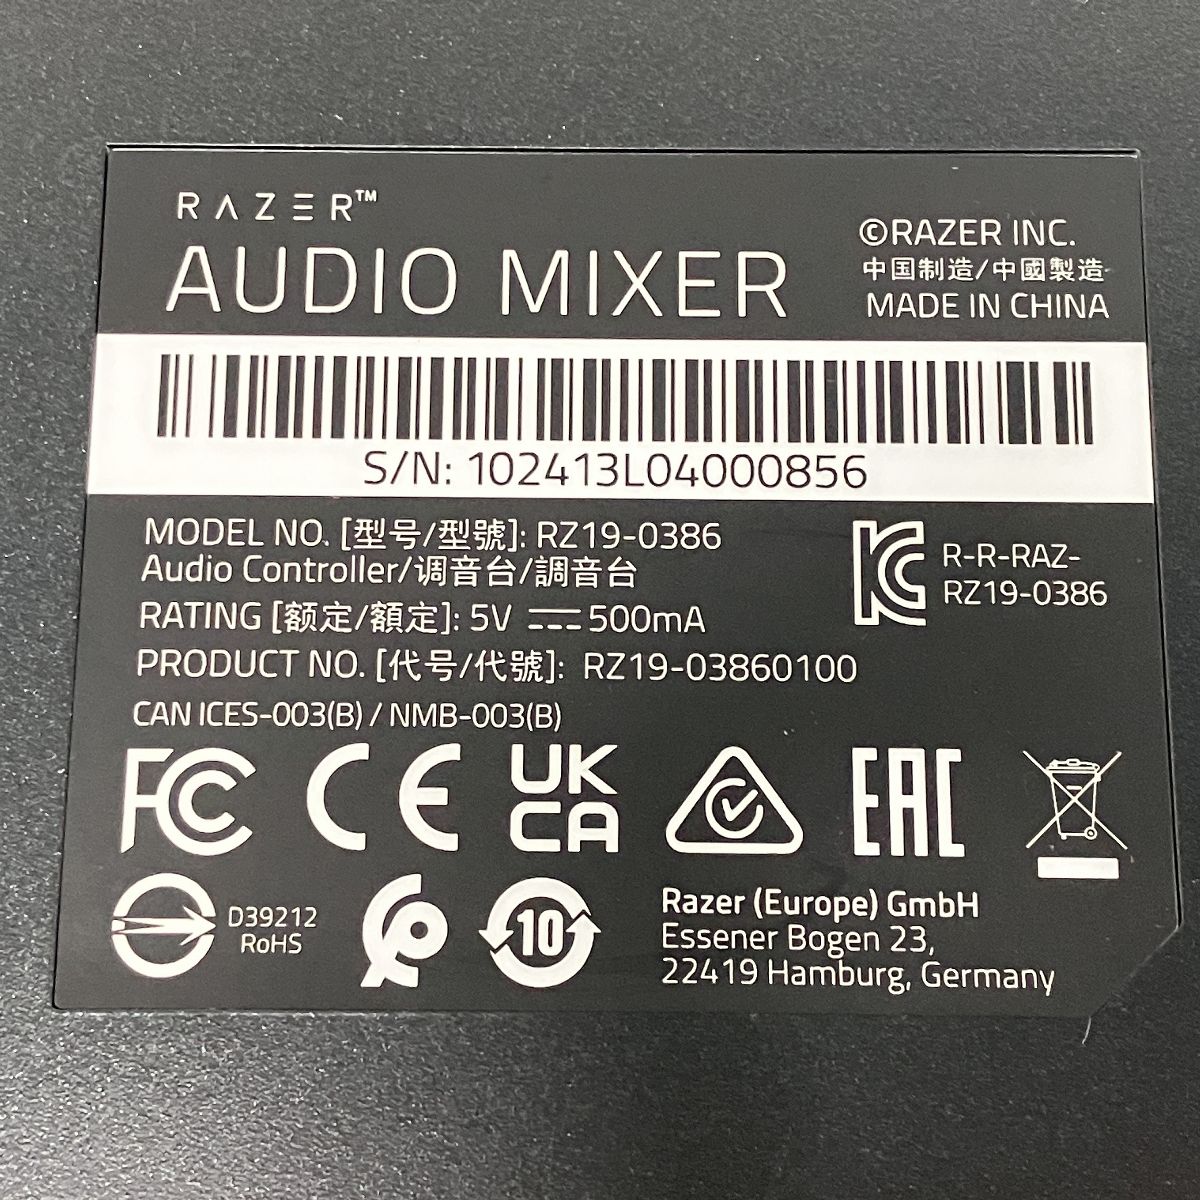 RAZER™
AUDIO MIXER
©RAZER INC.
中国制造/中國製造
MADE IN CHINA
S/N: 102413L04000856
MODEL NO. [型号/型號]: RZ19-0386
Audio Controller/调音台/調音台
RATING [额定/額定]: 5V ⎓ 500mA
PRODUCT NO. [代号/代號]: RZ19-03860100
CAN ICES-003(B) / NMB-003(B)
R-R-RAZ-
RZ19-0386
FC CE UK
CA
EAC
D39212
RoHS
10
Razer (Europe) GmbH
Essener Bogen 23,
22419 Hamburg, Germany